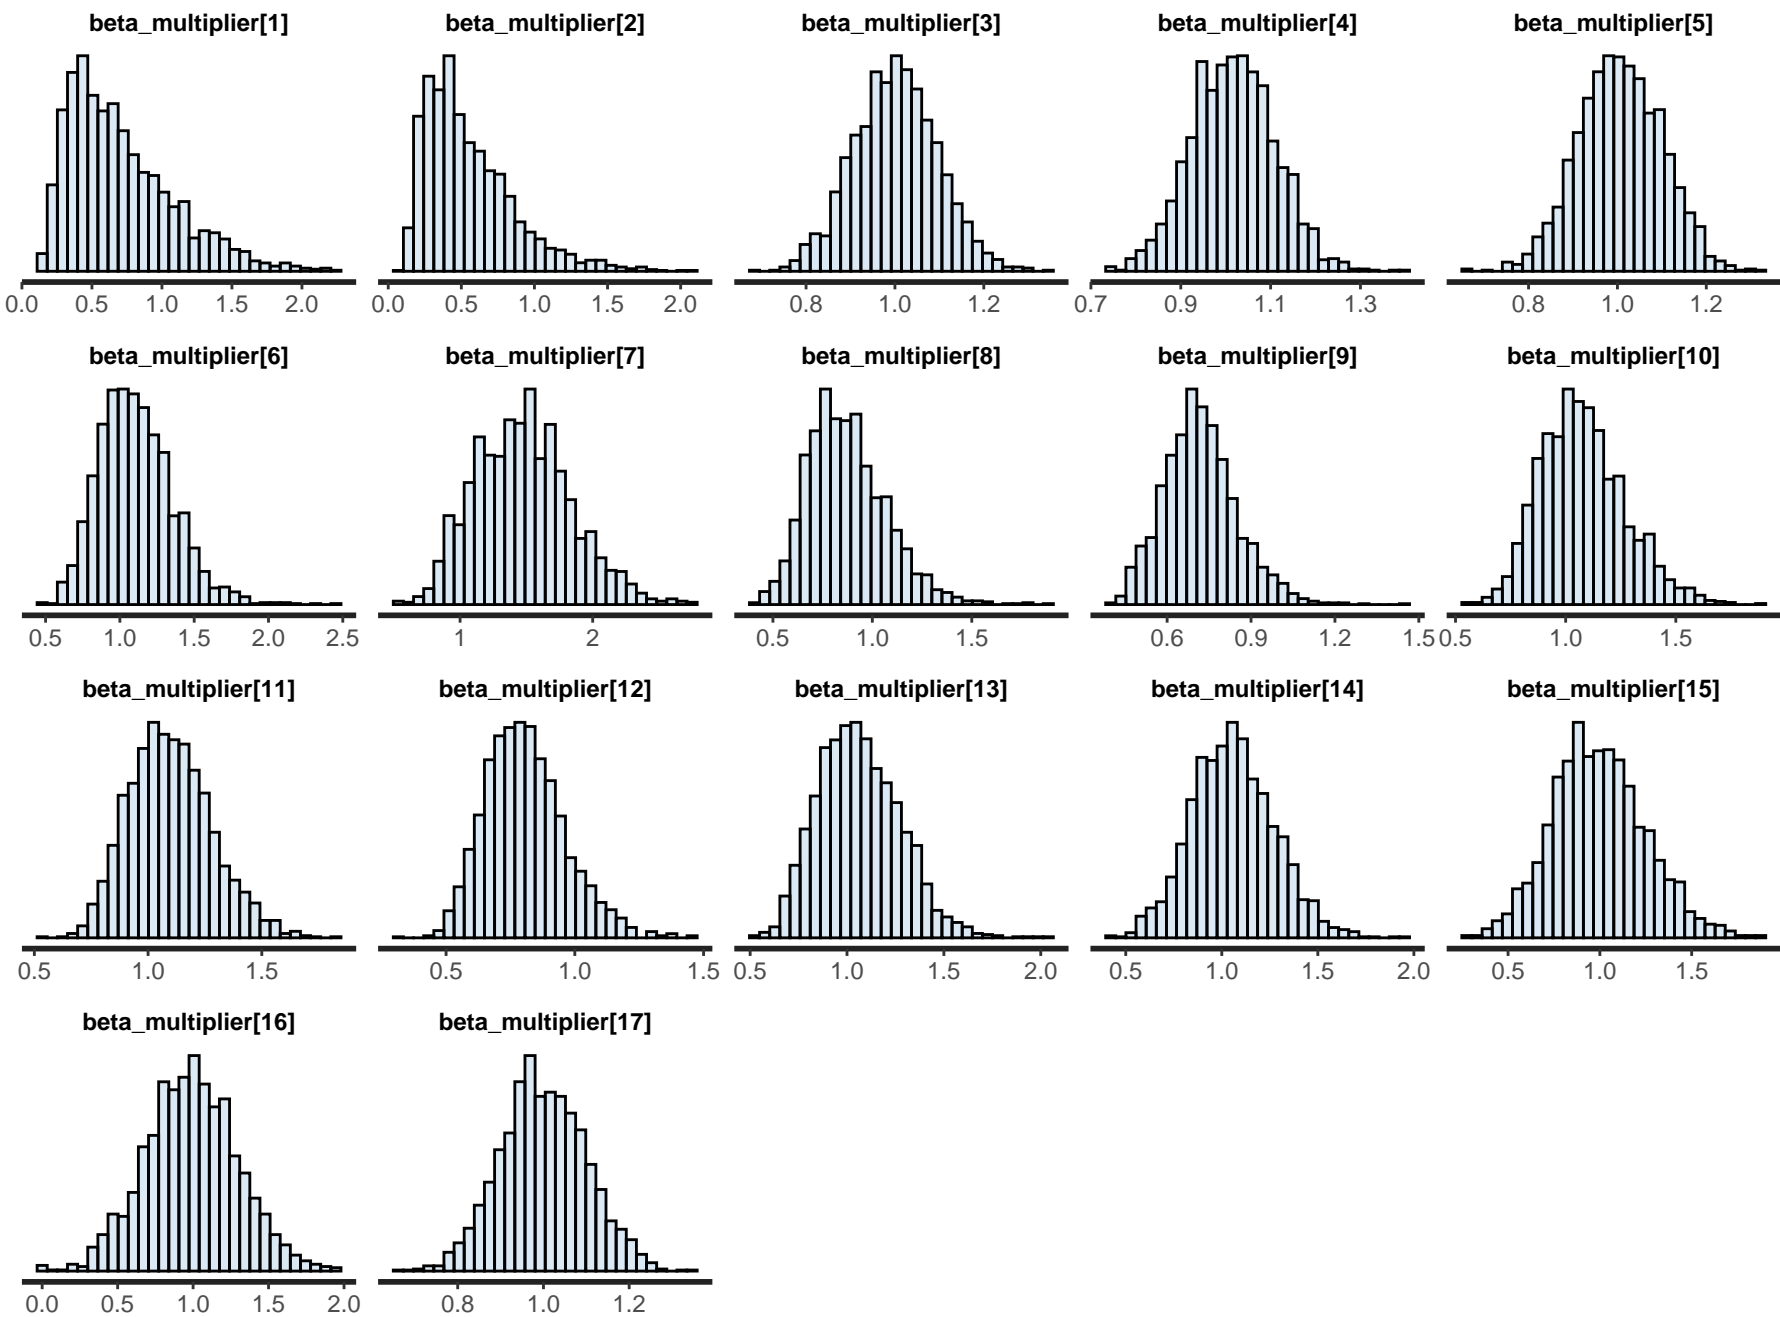 beta_multiplier[1] beta_multiplier[2] beta_multiplier[3] beta_multiplier[4] beta_multiplier[5]
0.0 0.5 1.0 1.5 2.0 0.0 0.5 1.0 1.5 2.0 0.8 1.0 1.2 0.7 0.9 1.1 1.3 0.8 1.0 1.2
beta_multiplier[6] beta_multiplier[7] beta_multiplier[8] beta_multiplier[9] beta_multiplier[10]
0.5 1.0 1.5 2.0 2.5 1 2 0.5 1.0 1.5 0.6 0.9 1.2 1.5 0.5 1.0 1.5
beta_multiplier[11] beta_multiplier[12] beta_multiplier[13] beta_multiplier[14] beta_multiplier[15]
0.5 1.0 1.5 0.5 1.0 1.5 0.5 1.0 1.5 2.0 0.5 1.0 1.5 2.0 0.5 1.0 1.5
beta_multiplier[16] beta_multiplier[17]
0.0 0.5 1.0 1.5 2.0 0.8 1.0 1.2